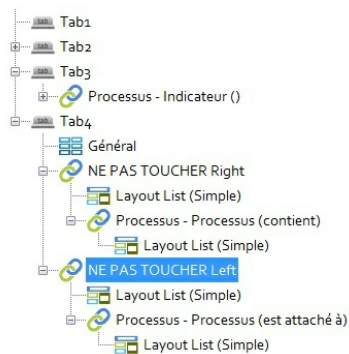 Tab1
Tab2
Tab3
Processus - Indicateur ()
Tab4
Général
NE PAS TOUCHER Right
Layout List (Simple)
Processus - Processus (contient)
Layout List (Simple)
NE PAS TOUCHER Left
Layout List (Simple)
Processus - Processus (est attaché à)
Layout List (Simple)